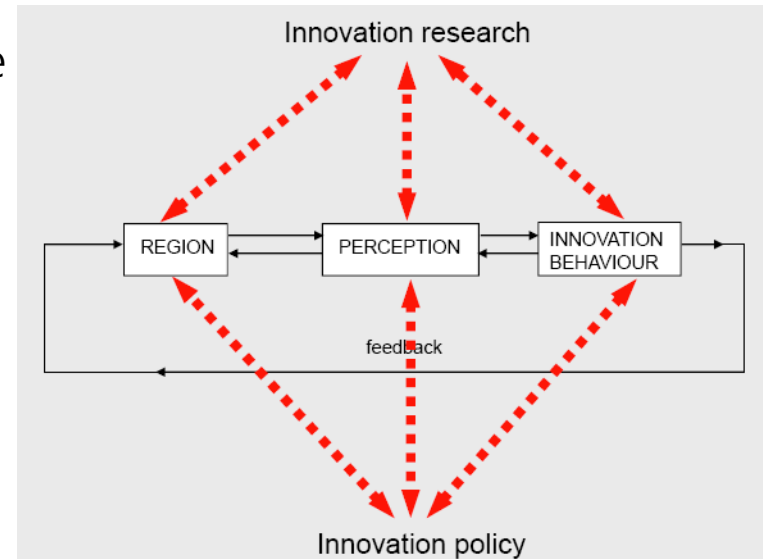 Innovation research
e
REGION
PERCEPTION
INNOVATION
BEHAVIOUR
feedback
Innovation policy